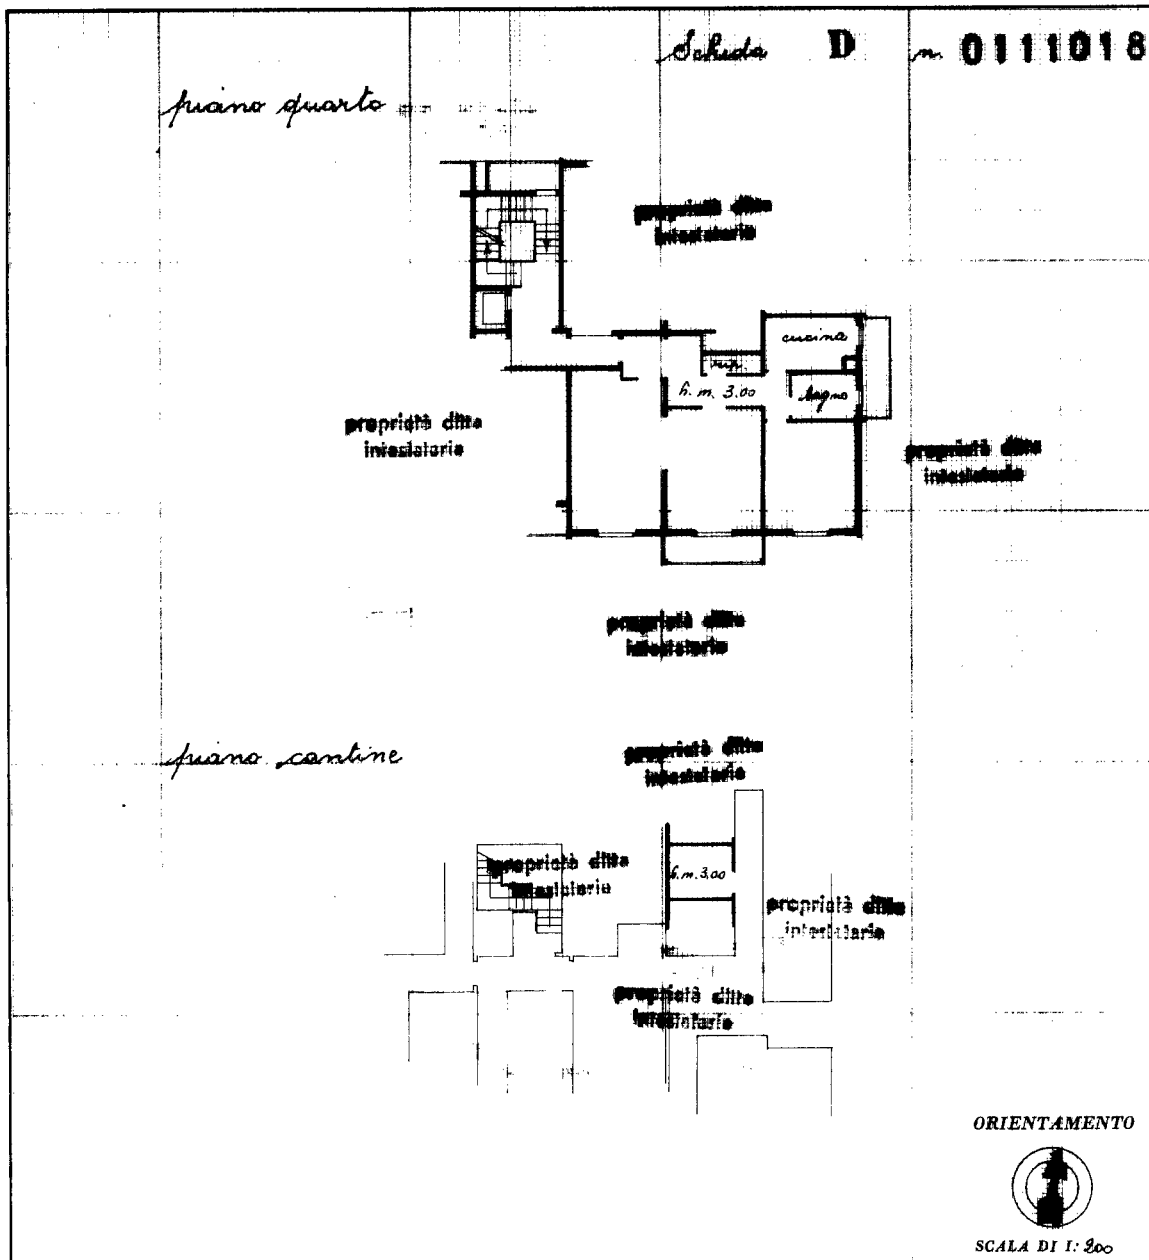 Scheda D n. 0111018
piano quarto
proprietà ditta
intestataria
cucina
rip.
h. m. 3.00
bagno
proprietà ditta
intestataria
proprietà ditta
intestataria
proprietà ditta
intestataria
piano cantine
proprietà ditta
intestataria
proprietà ditta
intestataria
h.m. 3.00
proprietà ditta
intestataria
proprietà ditta
intestataria
ORIENTAMENTO
SCALA DI 1: 200